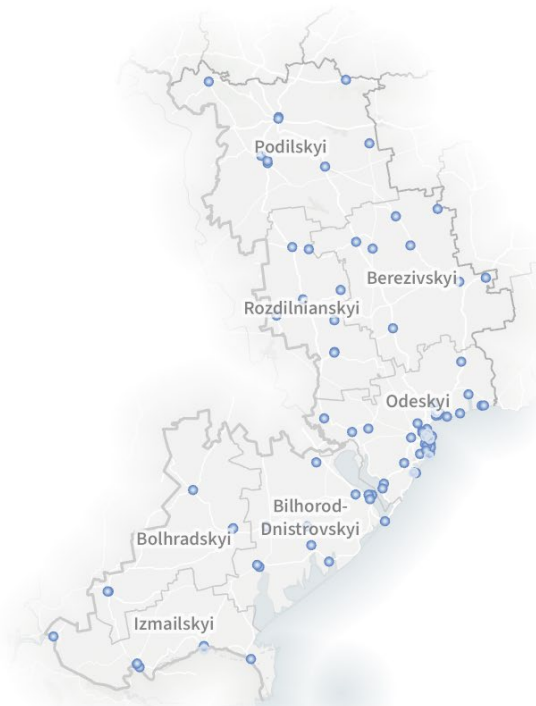 Podilskyi
Berezivskyi
Rozdilnianskyi
Odeskyi
Bilhorod-
Dnistrovskyi
Bolhradskyi
Izmailskyi